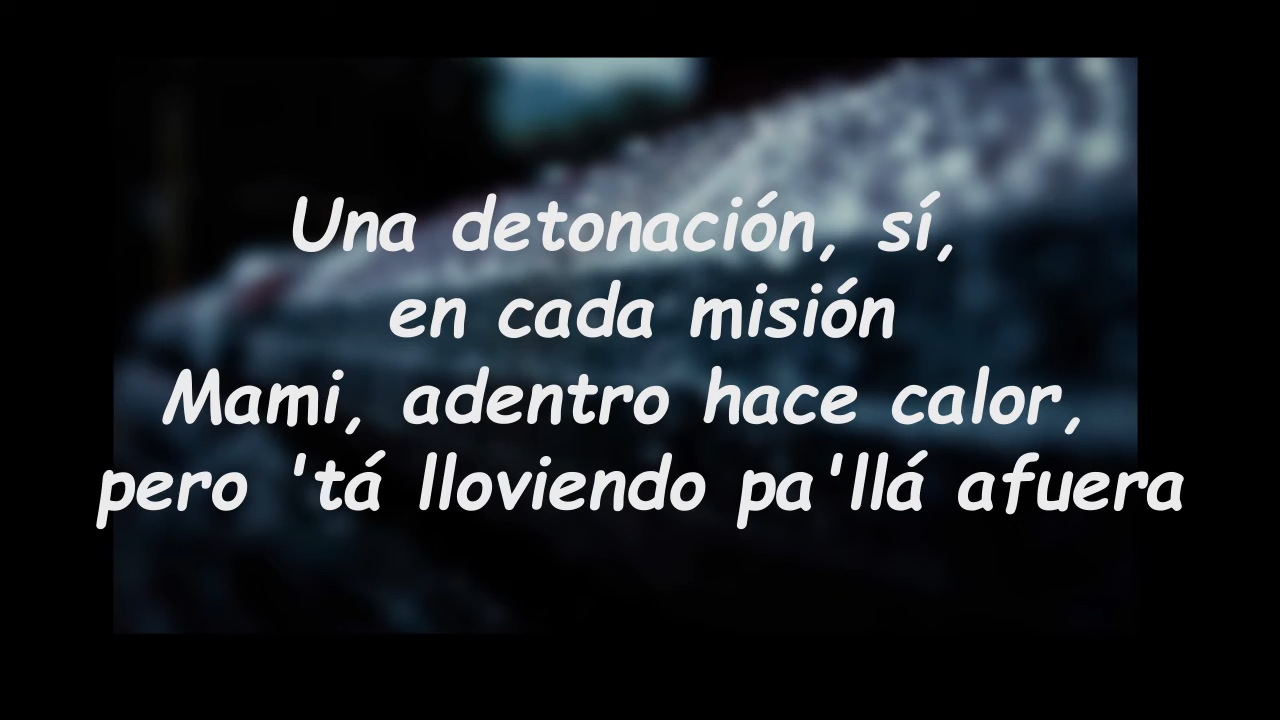 Una detonación, sí,
en cada misión
Mami, adentro hace calor,
pero 'tá lloviendo pa'llá afuera